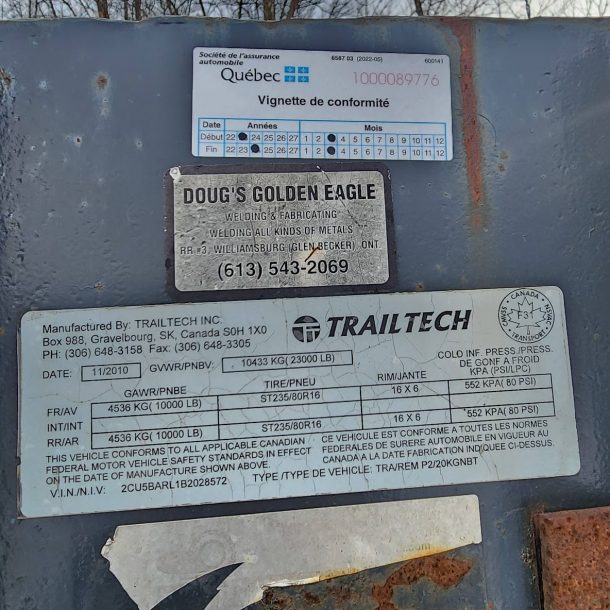 Société de l'assurance
automobile
Québec
6587 03 (2022-05)
600141
1000089776
Vignette de conformité
Date Années Mois
Début 22 24 25 26 27 1 2 4 5 6 7 8 9 10 11 12
Fin 22 23 25 26 27 1 2 4 5 6 7 8 9 10 11 12
DOUG'S GOLDEN EAGLE
WELDING & FABRICATING
WELDING ALL KINDS OF METALS
RR #3, WILLIAMSBURG (GLEN BECKER) ONT
(613) 543-2069
Manufactured By: TRAILTECH INC.
Box 988, Gravelbourg, SK, Canada S0H 1X0
PH: (306) 648-3158 Fax: (306) 648-3305
TRAILTECH
CANADA
F31
TRANSPORT
DATE: 11/2010 GVWR/PNBV: 10433 KG( 23000 LB)
COLD INF. PRESS./PRESS.
DE GONF A FROID
KPA (PSI/LPC)
GAWR/PNBE TIRE/PNEU RIM/JANTE
FR/AV 4536 KG( 10000 LB) ST235/80R16 16 X 6 552 KPA( 80 PSI)
INT/INT
RR/AR 4536 KG( 10000 LB) ST235/80R16 16 X 6 552 KPA( 80 PSI)
THIS VEHICLE CONFORMS TO ALL APPLICABLE CANADIAN
FEDERAL MOTOR VEHICLE SAFETY STANDARDS IN EFFECT
ON THE DATE OF MANUFACTURE SHOWN ABOVE.
CE VEHICULE EST CONFORME A TOUTES LES NORMES
FEDERALES DE SURERE AUTOMOBILE EN VIGUEUR AU
CANADA A LA DATE FABRICATION INDIQUEE CI-DESSUS.
V.I.N./N.I.V: 2CU5BARL1B2028572 TYPE /TYPE DE VEHICLE: TRA/REM P2/20KGNBT
.com